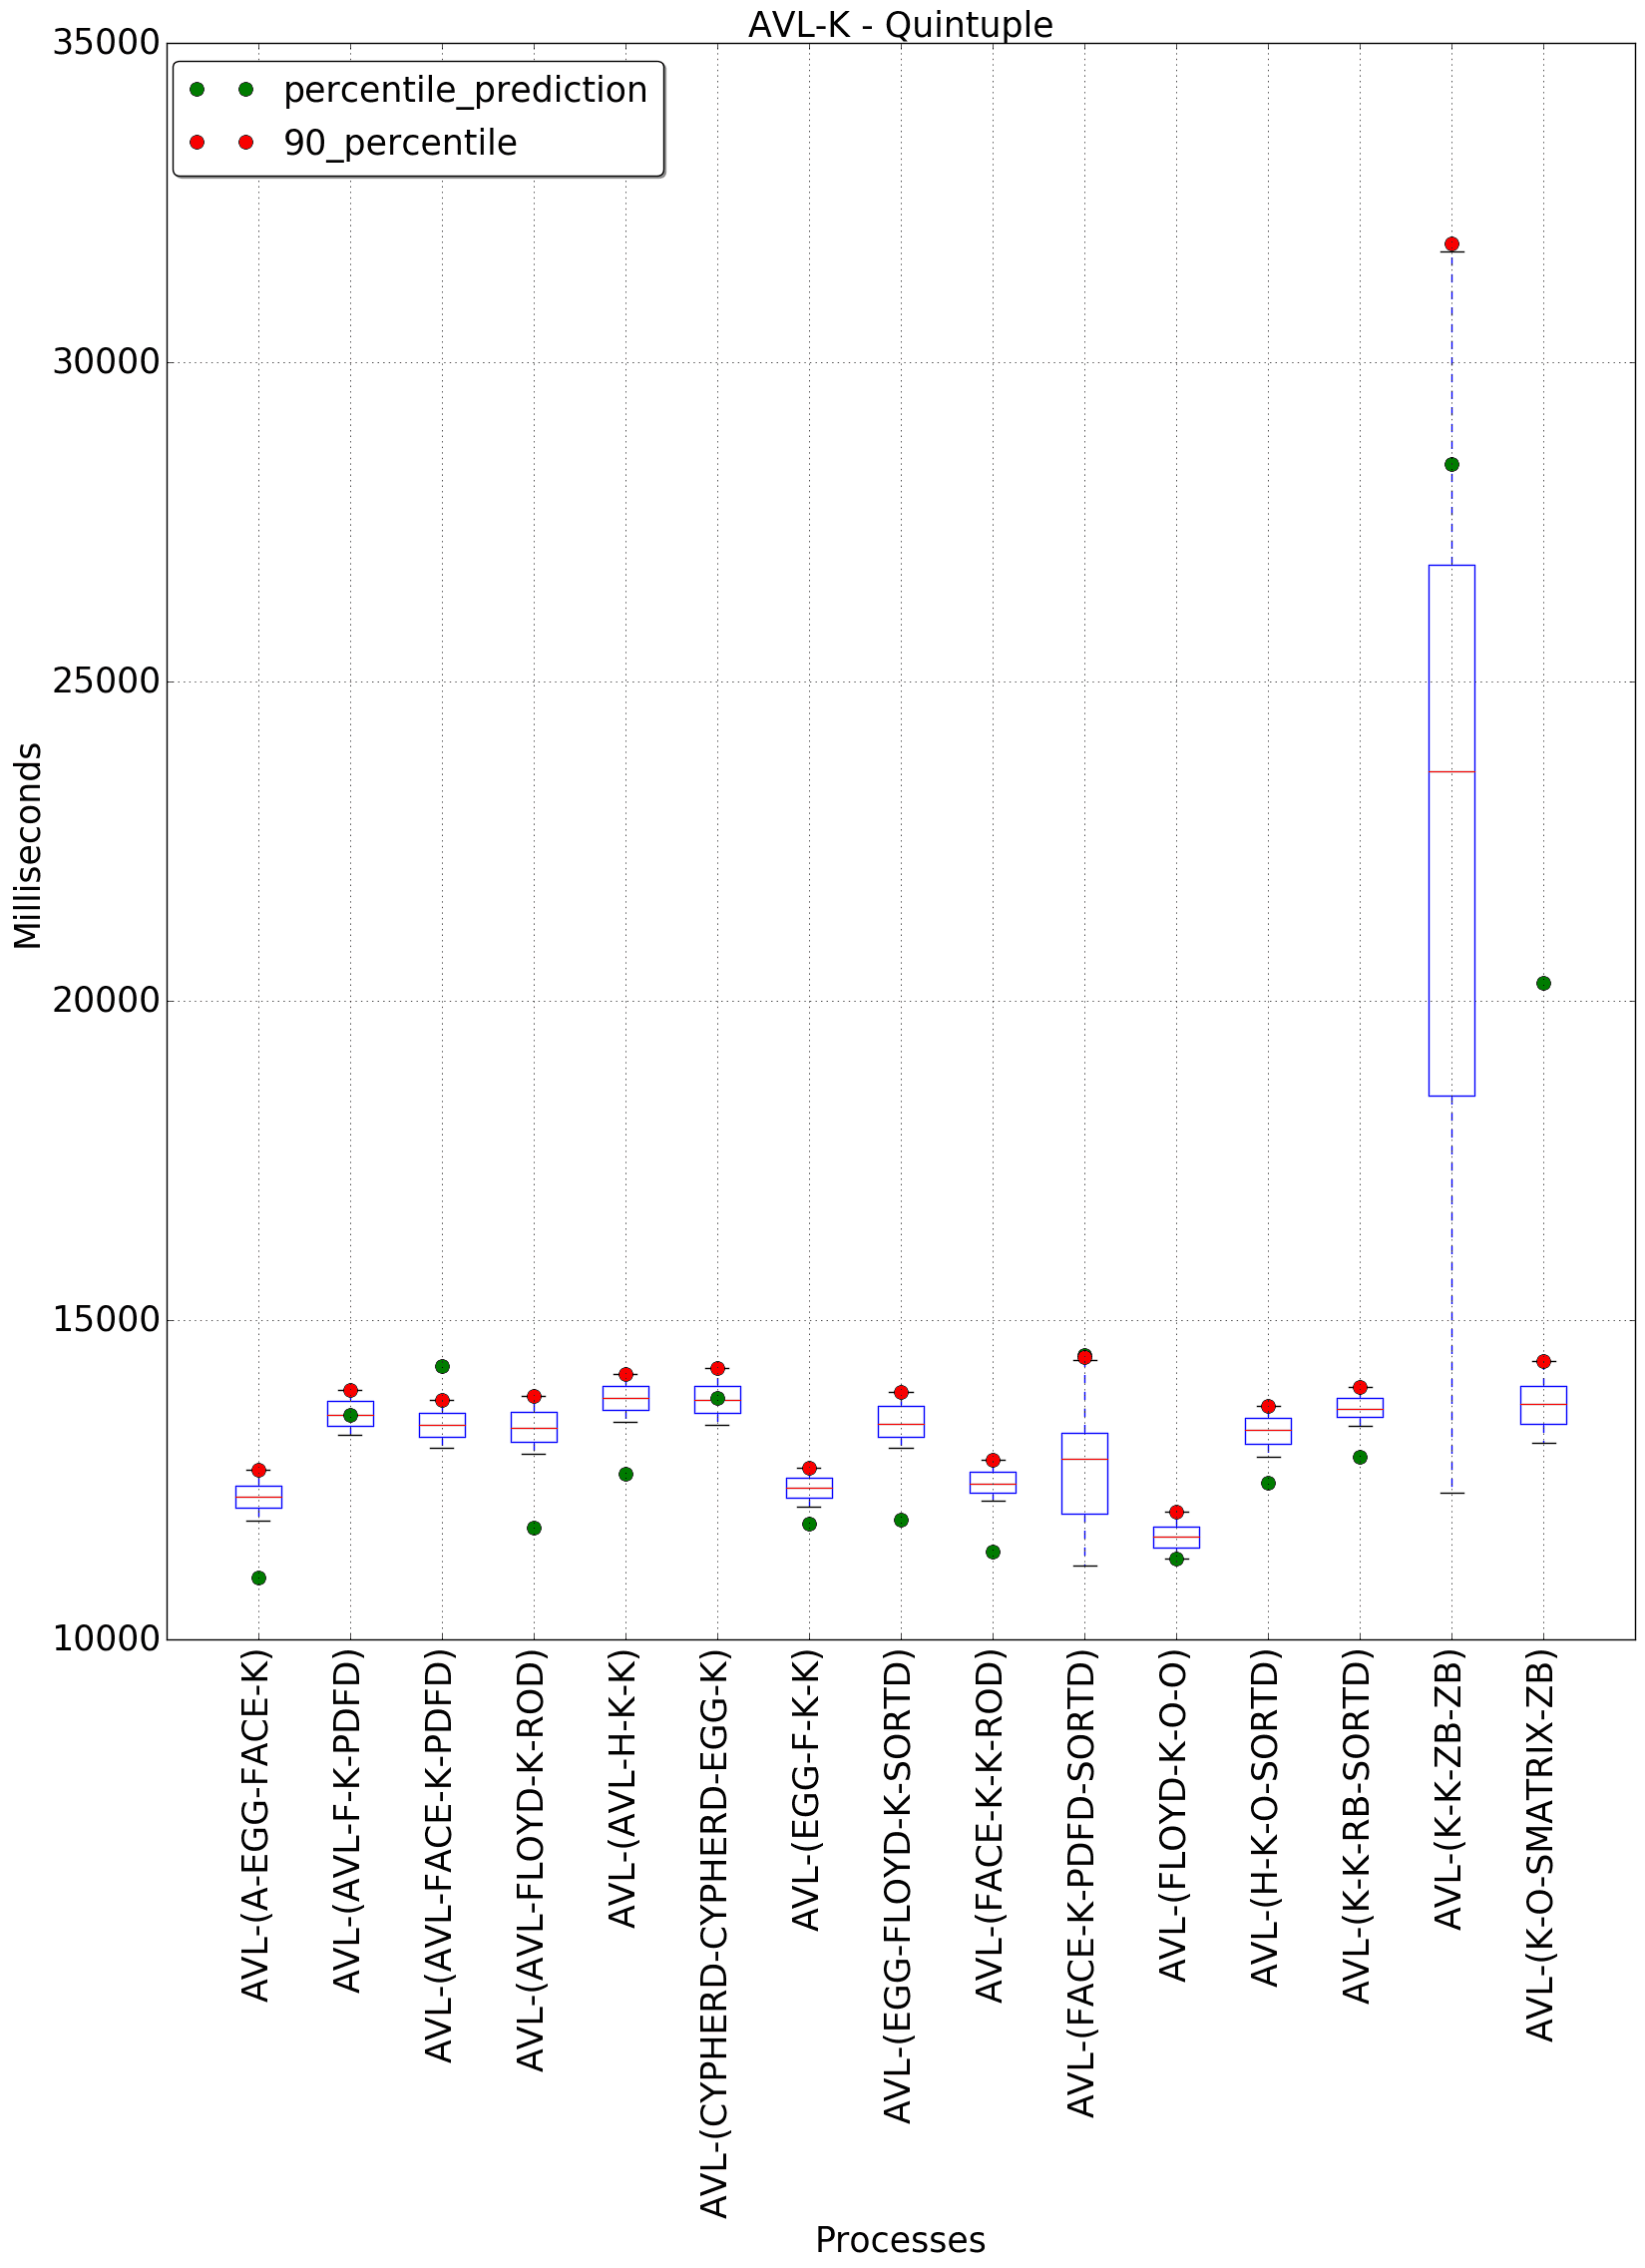 AVL-K - Quintuple
percentile_prediction
90_percentile
35000
30000
25000
20000
15000
10000
Milliseconds
AVL-(A-EGG-FACE-K)
AVL-(AVL-F-K-PDFD)
AVL-(AVL-FACE-K-PDFD)
AVL-(AVL-FLOYD-K-ROD)
AVL-(AVL-H-K-K)
AVL-(CYPHERD-CYPHERD-EGG-K)
AVL-(EGG-F-K-K)
AVL-(EGG-FLOYD-K-SORTD)
AVL-(FACE-K-K-ROD)
AVL-(FACE-K-PDFD-SORTD)
AVL-(FLOYD-K-O-O)
AVL-(H-K-O-SORTD)
AVL-(K-K-RB-SORTD)
AVL-(K-K-ZB-ZB)
AVL-(K-O-SMATRIX-ZB)
Processes